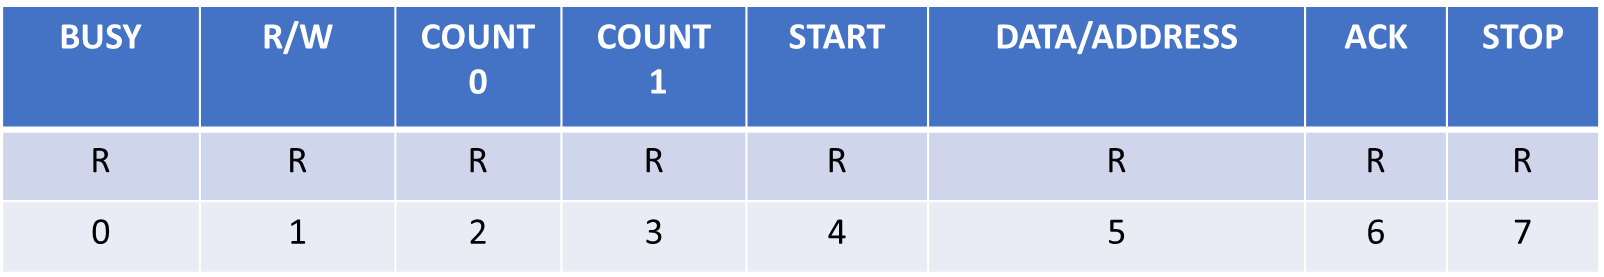 BUSY R/W COUNT 0 COUNT 1 START DATA/ADDRESS ACK STOP
R R R R R R R R
0 1 2 3 4 5 6 7